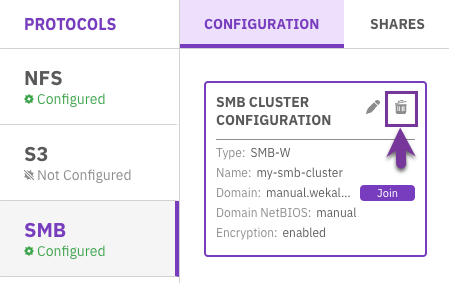 PROTOCOLS
CONFIGURATION
SHARES
NFS
Configured
S3
Not Configured
SMB
Configured
SMB CLUSTER
CONFIGURATION
Type: SMB-W
Name: my-smb-cluster
Domain: manual.wekal... Join
Domain NetBIOS: manual
Encryption: enabled